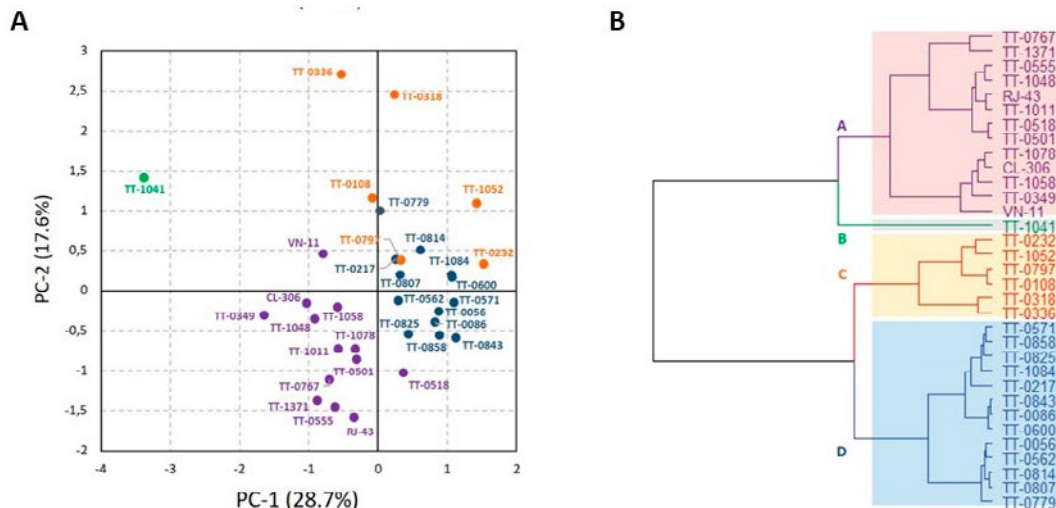 A
3
2,5
2
1,5
1
0,5
0
-0,5
-1
-1,5
-2
-4
-3
-2
-1
0
1
2
PC-2 (17.6%)
PC-1 (28.7%)
TT-0336
TT-0318
TT-1041
TT-0108
TT-1052
TT-0779
VN-11
TT-0797
TT-0814
TT-0232
TT-0217
TT-1084
TT-0807
TT-0600
CL-306
TT-0562
TT-0571
TT-0349
TT-1058
TT-0056
TT-1048
TT-0825
TT-0086
TT-1078
TT-1011
TT-0858
TT-0843
TT-0501
TT-0767
TT-0518
TT-1371
TT-0555
RJ-43
B
TT-0767
TT-1371
TT-0555
TT-1048
RJ-43
TT-1011
TT-0518
TT-0501
TT-1078
CL-306
TT-1058
TT-0349
VN-11
TT-1041
TT-0232
TT-1052
TT-0797
TT-0108
TT-0318
TT-0336
TT-0571
TT-0858
TT-0825
TT-1084
TT-0217
TT-0843
TT-0086
TT-0600
TT-0056
TT-0562
TT-0814
TT-0807
TT-0779
A
B
C
D